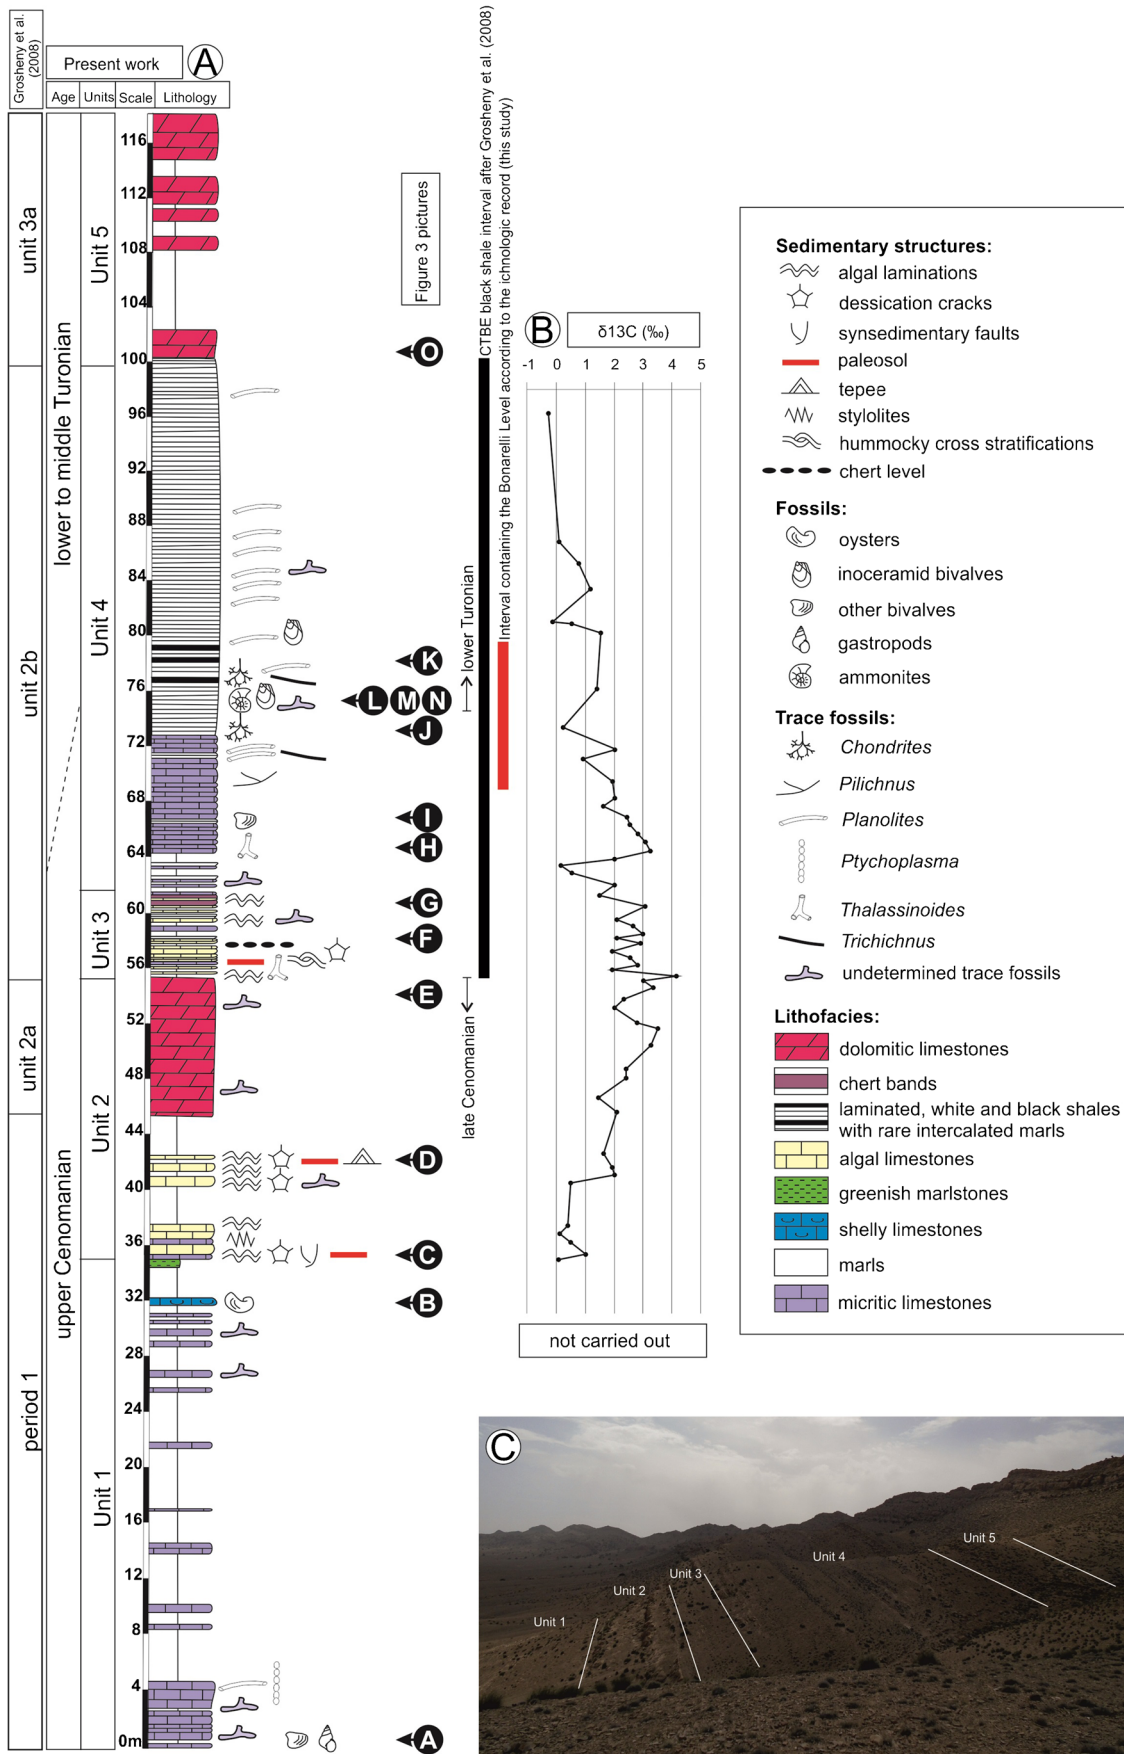 Grosheny et al.
(2008)
Present work
A
Age
Units
Scale
Lithology
unit 3a
unit 2b
unit 2a
period 1
lower to middle Turonian
upper Cenomanian
Unit 5
Unit 4
Unit 3
Unit 2
Unit 1
116
112
108
104
100
96
92
88
84
80
76
72
68
64
60
56
52
48
44
40
36
32
28
24
20
16
12
8
4
0m
Figure 3 pictures
O
K
L M N
J
I
H
G
F
E
D
C
B
A
CTBE black shale interval after Grosheny et al. (2008)
Interval containing the Bonarelli Level according to the ichnologic record (this study)
lower Turonian
late Cenomanian
B
δ13C (‰)
-1 0 1 2 3 4 5
not carried out
Sedimentary structures:
algal laminations
dessication cracks
synsedimentary faults
paleosol
tepee
stylolites
hummocky cross stratifications
chert level
Fossils:
oysters
inoceramid bivalves
other bivalves
gastropods
ammonites
Trace fossils:
Chondrites
Pilichnus
Planolites
Ptychoplasma
Thalassinoides
Trichichnus
undetermined trace fossils
Lithofacies:
dolomitic limestones
chert bands
laminated, white and black shales
with rare intercalated marls
algal limestones
greenish marlstones
shelly limestones
marls
micritic limestones
C
Unit 1
Unit 2
Unit 3
Unit 4
Unit 5